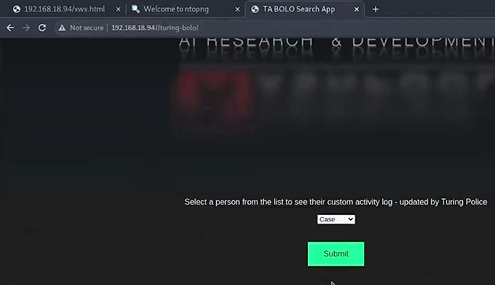 192.168.18.94/xwx.html
Welcome to ntopng
TA BOLO Search App
Not secure
192.168.18.94//turing-bolo/
AI RESEARCH & DEVELOPMENT
Select a person from the list to see their custom activity log - updated by Turing Police
Case
Submit